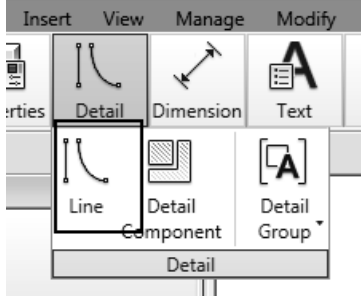 Insert View Manage Modify
erties Detail Dimension Text
Line Detail Component Detail Group
Detail